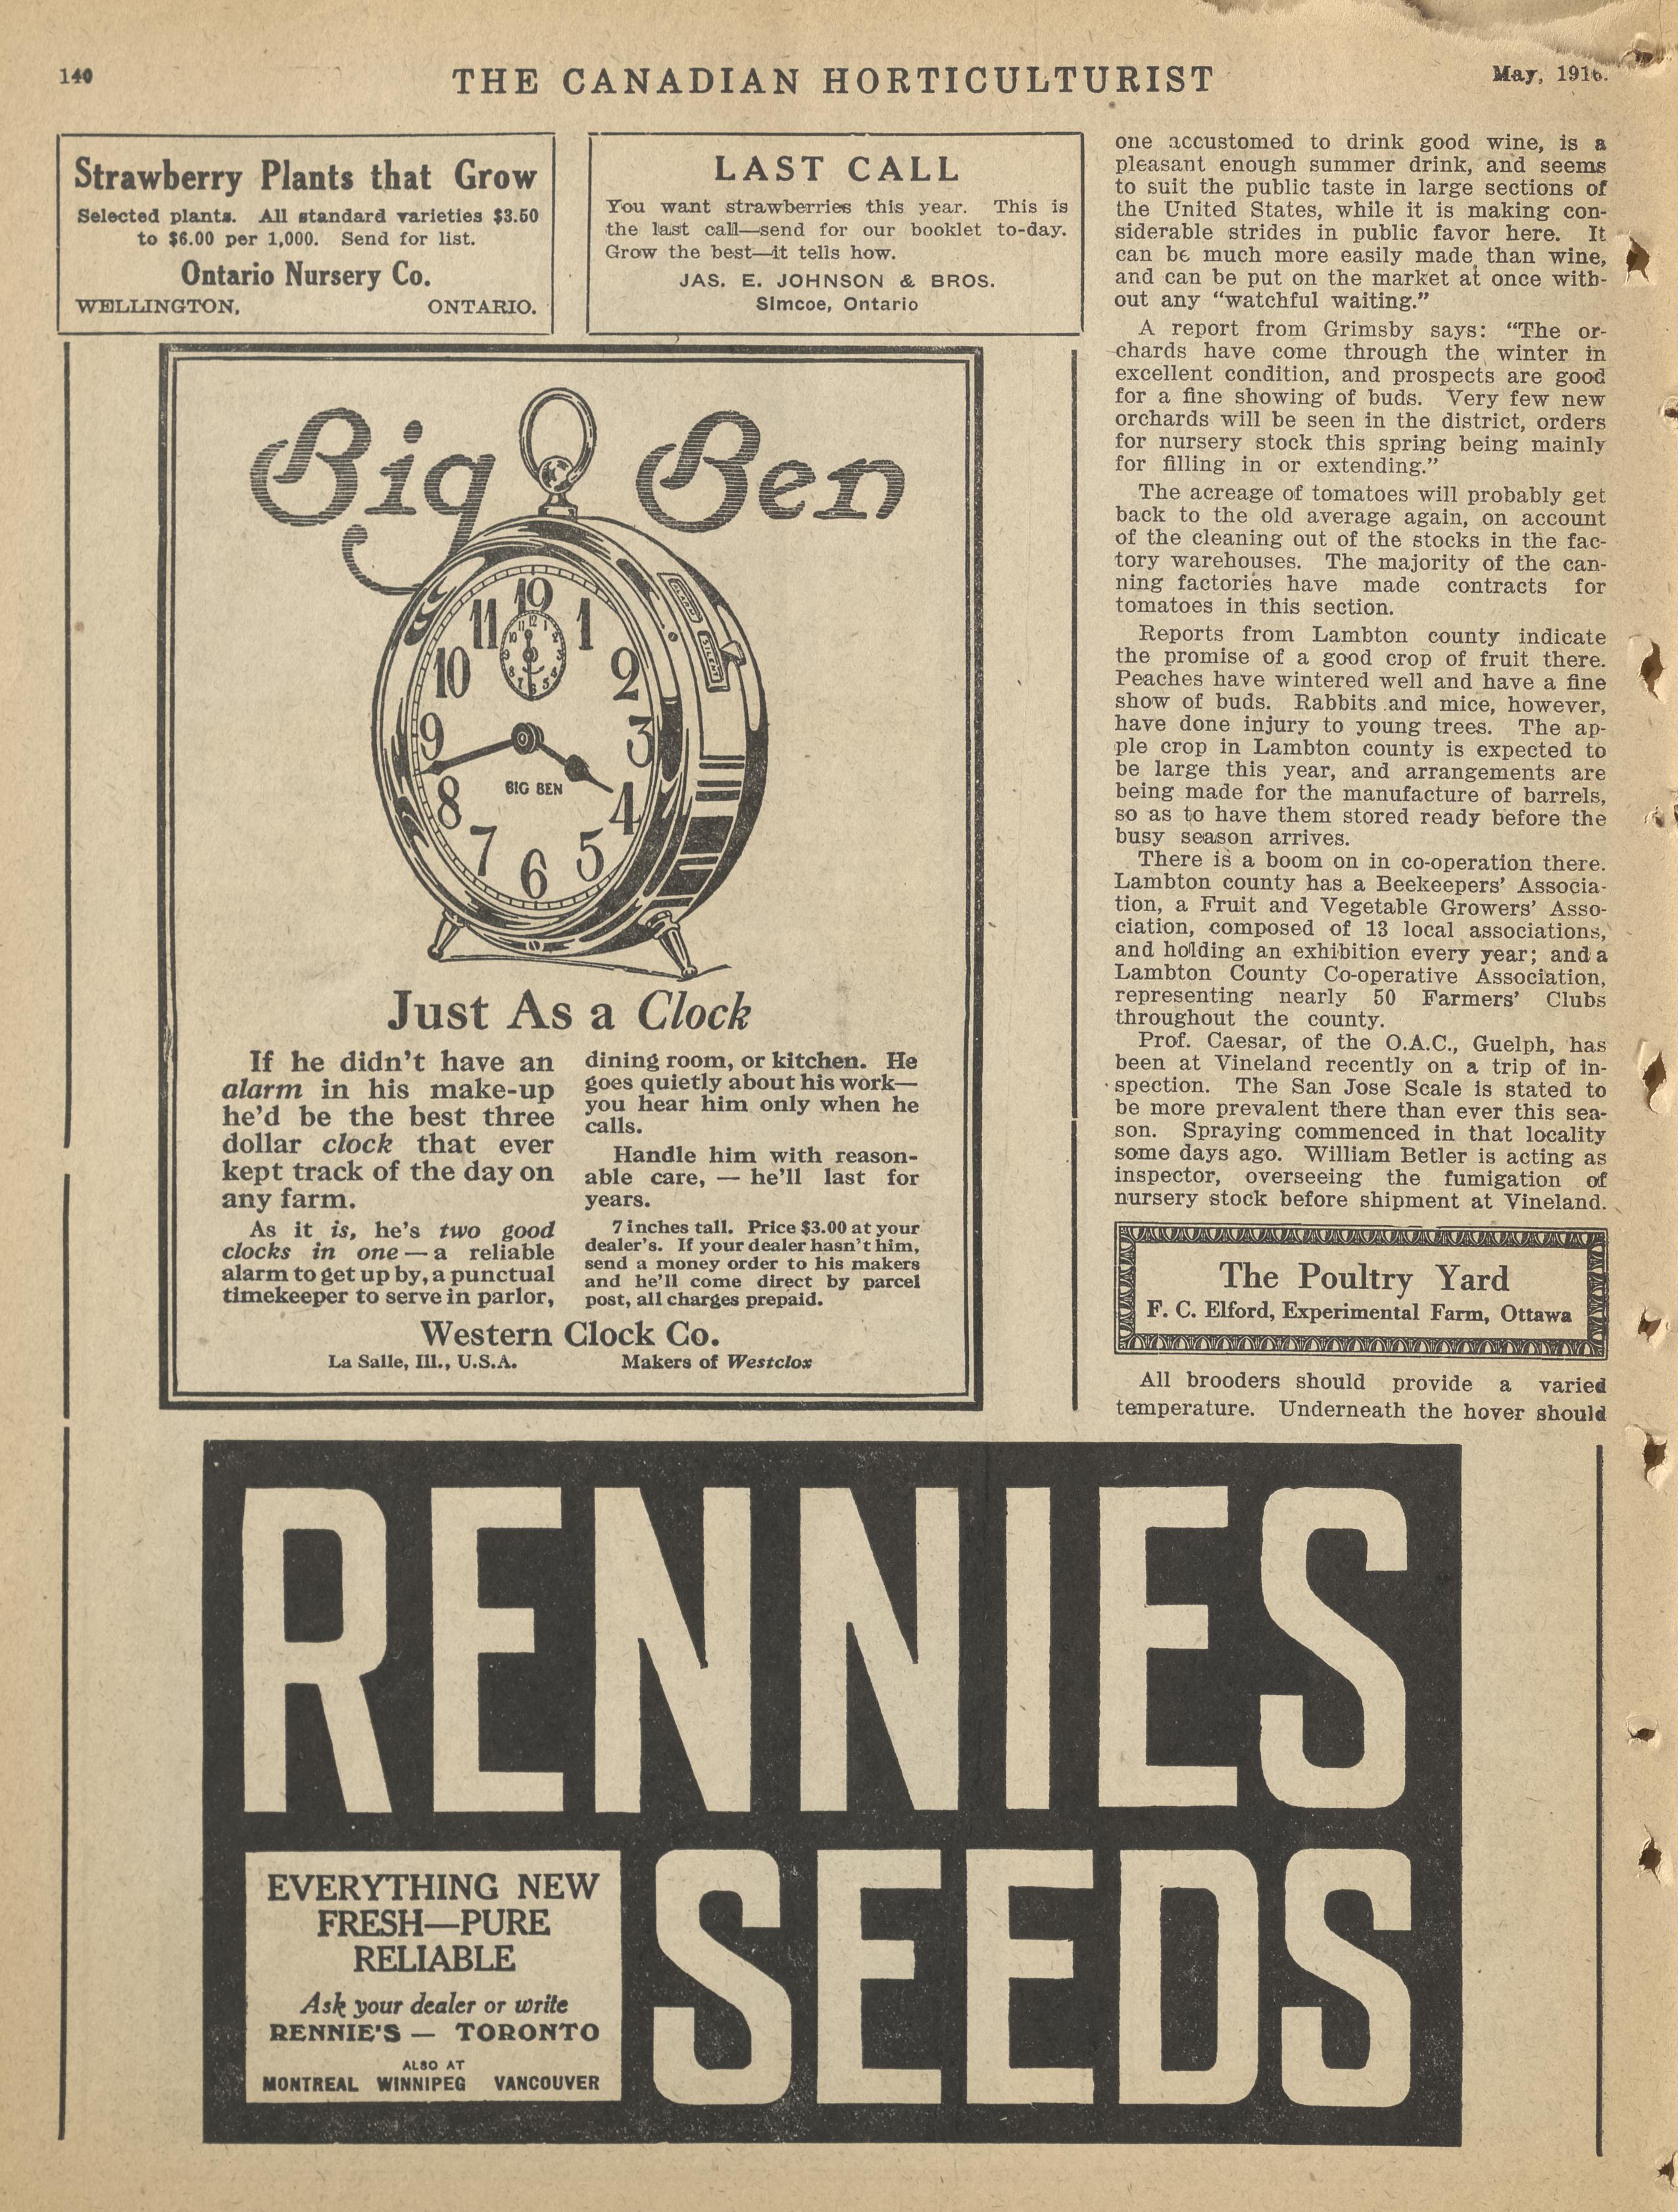 140
THE CANADIAN HORTICULTURIST
May, 1916.
Strawberry Plants that Grow
Selected plants. All standard varieties $3.50
to $6.00 per 1,000. Send for list.
Ontario Nursery Co.
WELLINGTON, ONTARIO.
LAST CALL
You want strawberries this year. This is
the last call—send for our booklet to-day.
Grow the best—it tells how.
JAS. E. JOHNSON & BROS.
Simcoe, Ontario
Big Ben
12
11
1
10
2
9
3
8
4
7
5
6
BIG BEN
SILENT
Just As a Clock
If he didn't have an
alarm in his make-up
he'd be the best three
dollar clock that ever
kept track of the day on
any farm.
As it is, he's two good
clocks in one—a reliable
alarm to get up by, a punctual
timekeeper to serve in parlor,
dining room, or kitchen. He
goes quietly about his work—
you hear him only when he
calls.
Handle him with reason-
able care, — he'll last for
years.
7 inches tall. Price $3.00 at your
dealer's. If your dealer hasn't him,
send a money order to his makers
and he'll come direct by parcel
post, all charges prepaid.
Western Clock Co.
La Salle, Ill., U.S.A. Makers of Westclox
one accustomed to drink good wine, is a
pleasant enough summer drink, and seems
to suit the public taste in large sections of
the United States, while it is making con-
siderable strides in public favor here. It
can be much more easily made than wine,
and can be put on the market at once with-
out any “watchful waiting.”
A report from Grimsby says: “The or-
chards have come through the winter in
excellent condition, and prospects are good
for a fine showing of buds. Very few new
orchards will be seen in the district, orders
for nursery stock this spring being mainly
for filling in or extending.”
The acreage of tomatoes will probably get
back to the old average again, on account
of the cleaning out of the stocks in the fac-
tory warehouses. The majority of the can-
ning factories have made contracts for
tomatoes in this section.
Reports from Lambton county indicate
the promise of a good crop of fruit there.
Peaches have wintered well and have a fine
show of buds. Rabbits and mice, however,
have done injury to young trees. The ap-
ple crop in Lambton county is expected to
be large this year, and arrangements are
being made for the manufacture of barrels,
so as to have them stored ready before the
busy season arrives.
There is a boom on in co-operation there.
Lambton county has a Beekeepers' Associa-
tion, a Fruit and Vegetable Growers' Asso-
ciation, composed of 13 local associations,
and holding an exhibition every year; and a
Lambton County Co-operative Association,
representing nearly 50 Farmers' Clubs
throughout the county.
Prof. Caesar, of the O.A.C., Guelph, has
been at Vineland recently on a trip of in-
spection. The San Jose Scale is stated to
be more prevalent there than ever this sea-
son. Spraying commenced in that locality
some days ago. William Betler is acting as
inspector, overseeing the fumigation of
nursery stock before shipment at Vineland.
The Poultry Yard
F. C. Elford, Experimental Farm, Ottawa
All brooders should provide a varied
temperature. Underneath the hover should
RENNIES
SEEDS
EVERYTHING NEW
FRESH—PURE
RELIABLE
Ask your dealer or write
RENNIE'S — TORONTO
ALSO AT
MONTREAL WINNIPEG VANCOUVER